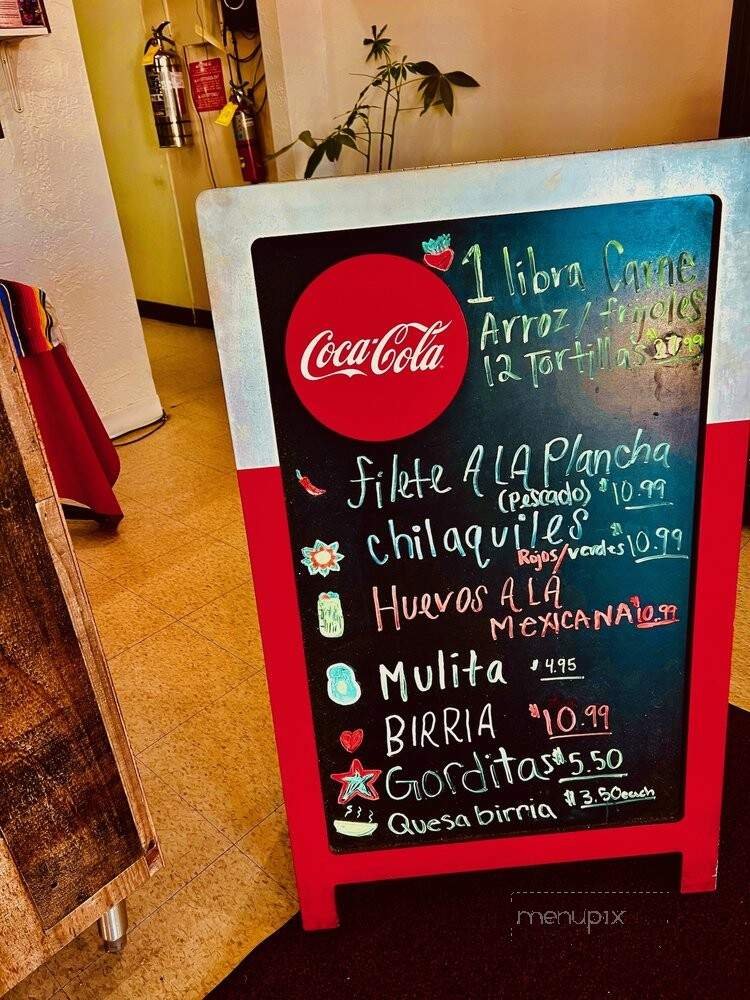 Coca-Cola
1 libra Carne
Arroz / frijoles
12 Tortillas
filete A LA Plancha
(Pescado) $10.99
chilaquiles
Rojos/verdes $10.99
Huevos A LA
MEXICANA $10.99
Mulita $4.95
BIRRIA $10.99
Gorditas $5.50
Quesabirria $3.50 each
menupix